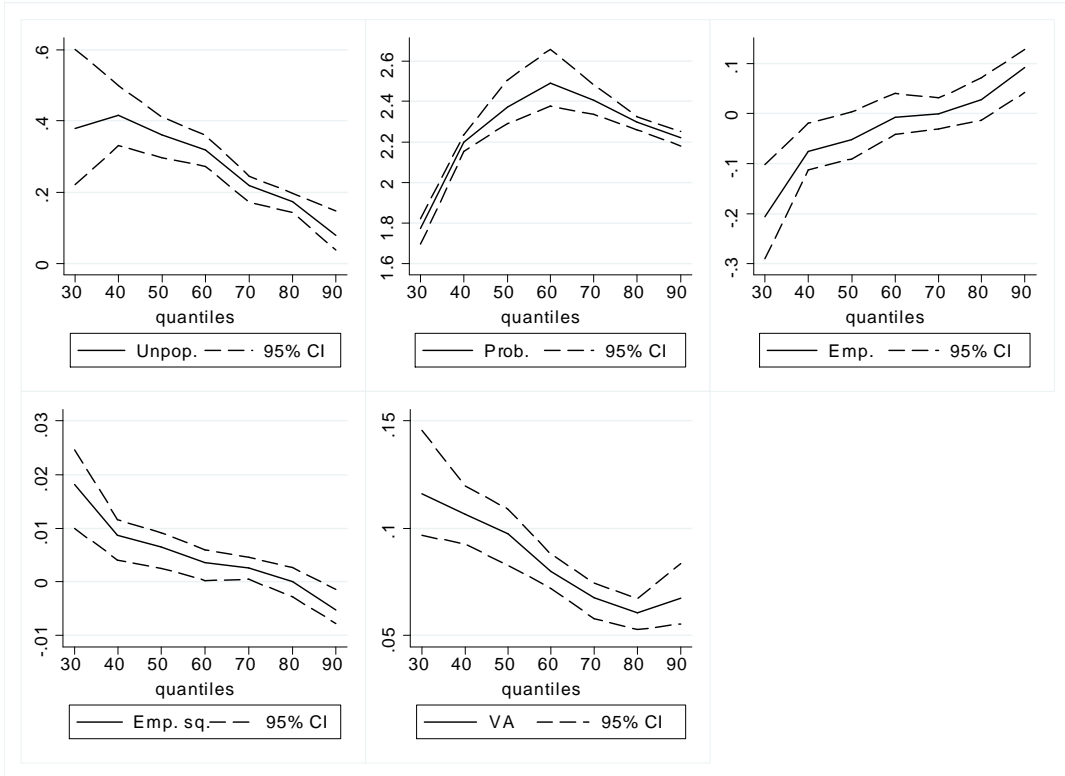 .6
.4
.2
0
30 40 50 60 70 80 90
quantiles
Unpop. 95% CI
2.6
2.4
2.2
2
1.8
1.6
30 40 50 60 70 80 90
quantiles
Prob. 95% CI
.1
0
-.1
-.2
-.3
30 40 50 60 70 80 90
quantiles
Emp. 95% CI
.03
.02
.01
0
-.01
30 40 50 60 70 80 90
quantiles
Emp. sq. 95% CI
.15
.1
.05
30 40 50 60 70 80 90
quantiles
VA 95% CI